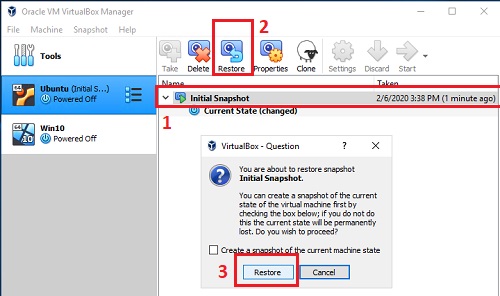 Oracle VM VirtualBox Manager
File Machine Snapshot Help
2
Tools
Take Delete Restore Properties Clone Settings Discard Start
Name Taken
Ubuntu (Initial S...)
Powered Off
Initial Snapshot 2/6/2020 3:38 PM (1 minute ago)
Current State (changed)
1
64
Win10
Powered Off
VirtualBox - Question ? ×
You are about to restore snapshot
Initial Snapshot.
You can create a snapshot of the current
state of the virtual machine first by
checking the box below; if you do not do
this the current state will be permanently
lost. Do you wish to proceed?
Create a snapshot of the current machine state
3
Restore Cancel